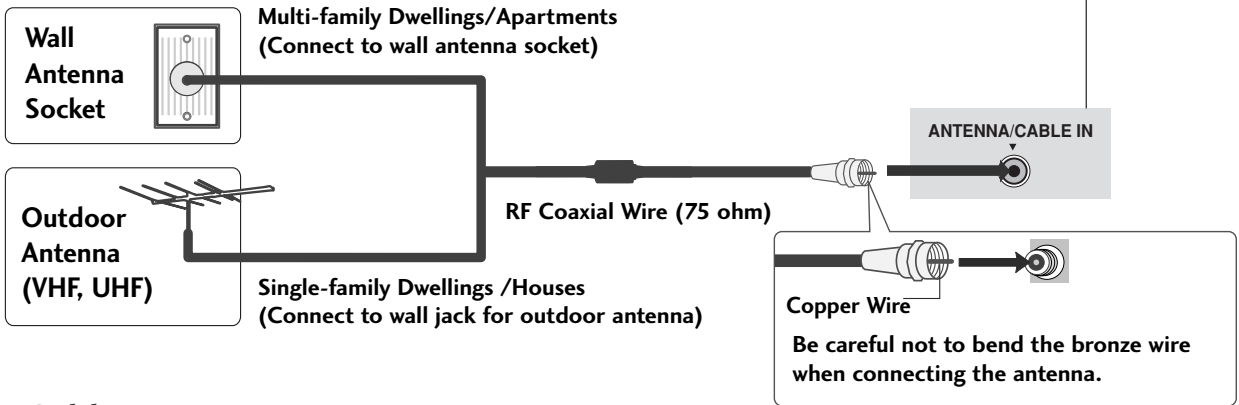 Multi-family Dwellings/Apartments
(Connect to wall antenna socket)
Wall
Antenna
Socket
ANTENNA/CABLE IN
RF Coaxial Wire (75 ohm)
Outdoor
Antenna
(VHF, UHF)
Single-family Dwellings /Houses
(Connect to wall jack for outdoor antenna)
Copper Wire
Be careful not to bend the bronze wire
when connecting the antenna.